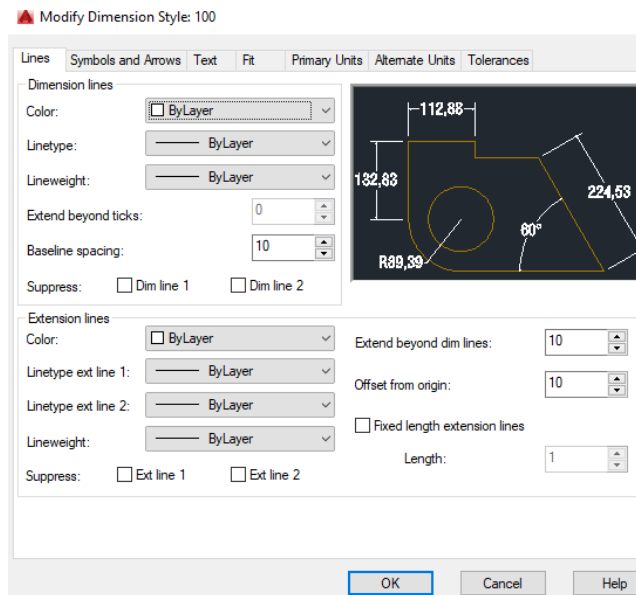 Modify Dimension Style: 100
Lines Symbols and Arrows Text Fit Primary Units Alternate Units Tolerances
Dimension lines
Color: ByLayer
Linetype: ByLayer
Lineweight: ByLayer
Extend beyond ticks: 0
Baseline spacing: 10
Suppress: Dim line 1 Dim line 2
112,88
132,83
224,53
60°
R89,39
Extension lines
Color: ByLayer
Linetype ext line 1: ByLayer
Linetype ext line 2: ByLayer
Lineweight: ByLayer
Suppress: Ext line 1 Ext line 2
Extend beyond dim lines: 10
Offset from origin: 10
Fixed length extension lines
Length: 1
OK Cancel Help